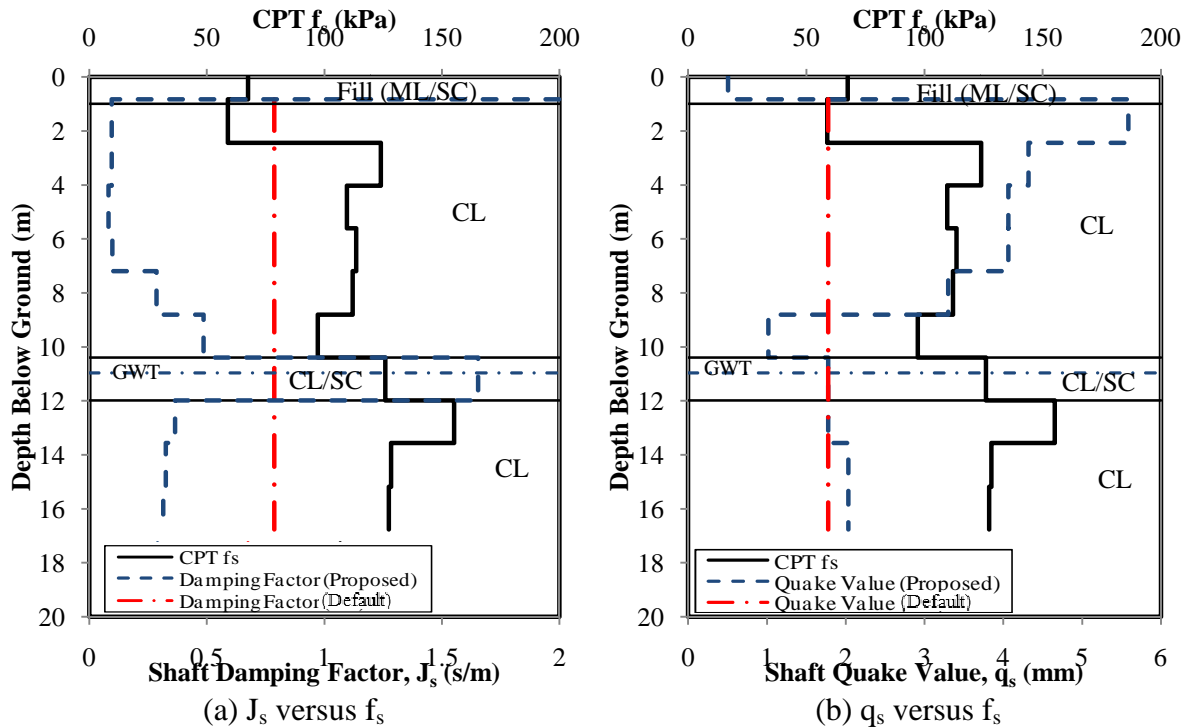 CPT fs (kPa)
0 50 100 150 200
0
2
4
6
8
10
12
14
16
18
20
Depth Below Ground (m)
Fill (ML/SC)
CL
GWT
CL/SC
CL
CPT fs
Damping Factor (Proposed)
Damping Factor (Default)
0 0.5 1 1.5 2
Shaft Damping Factor, Js (s/m)
(a) Js versus fs
CPT fs (kPa)
0 50 100 150 200
0
2
4
6
8
10
12
14
16
18
20
Depth Below Ground (m)
Fill (ML/SC)
CL
GWT
CL/SC
CL
CPT fs
Quake Value (Proposed)
Quake Value (Default)
0 1 2 3 4 5 6
Shaft Quake Value, qs (mm)
(b) qs versus fs